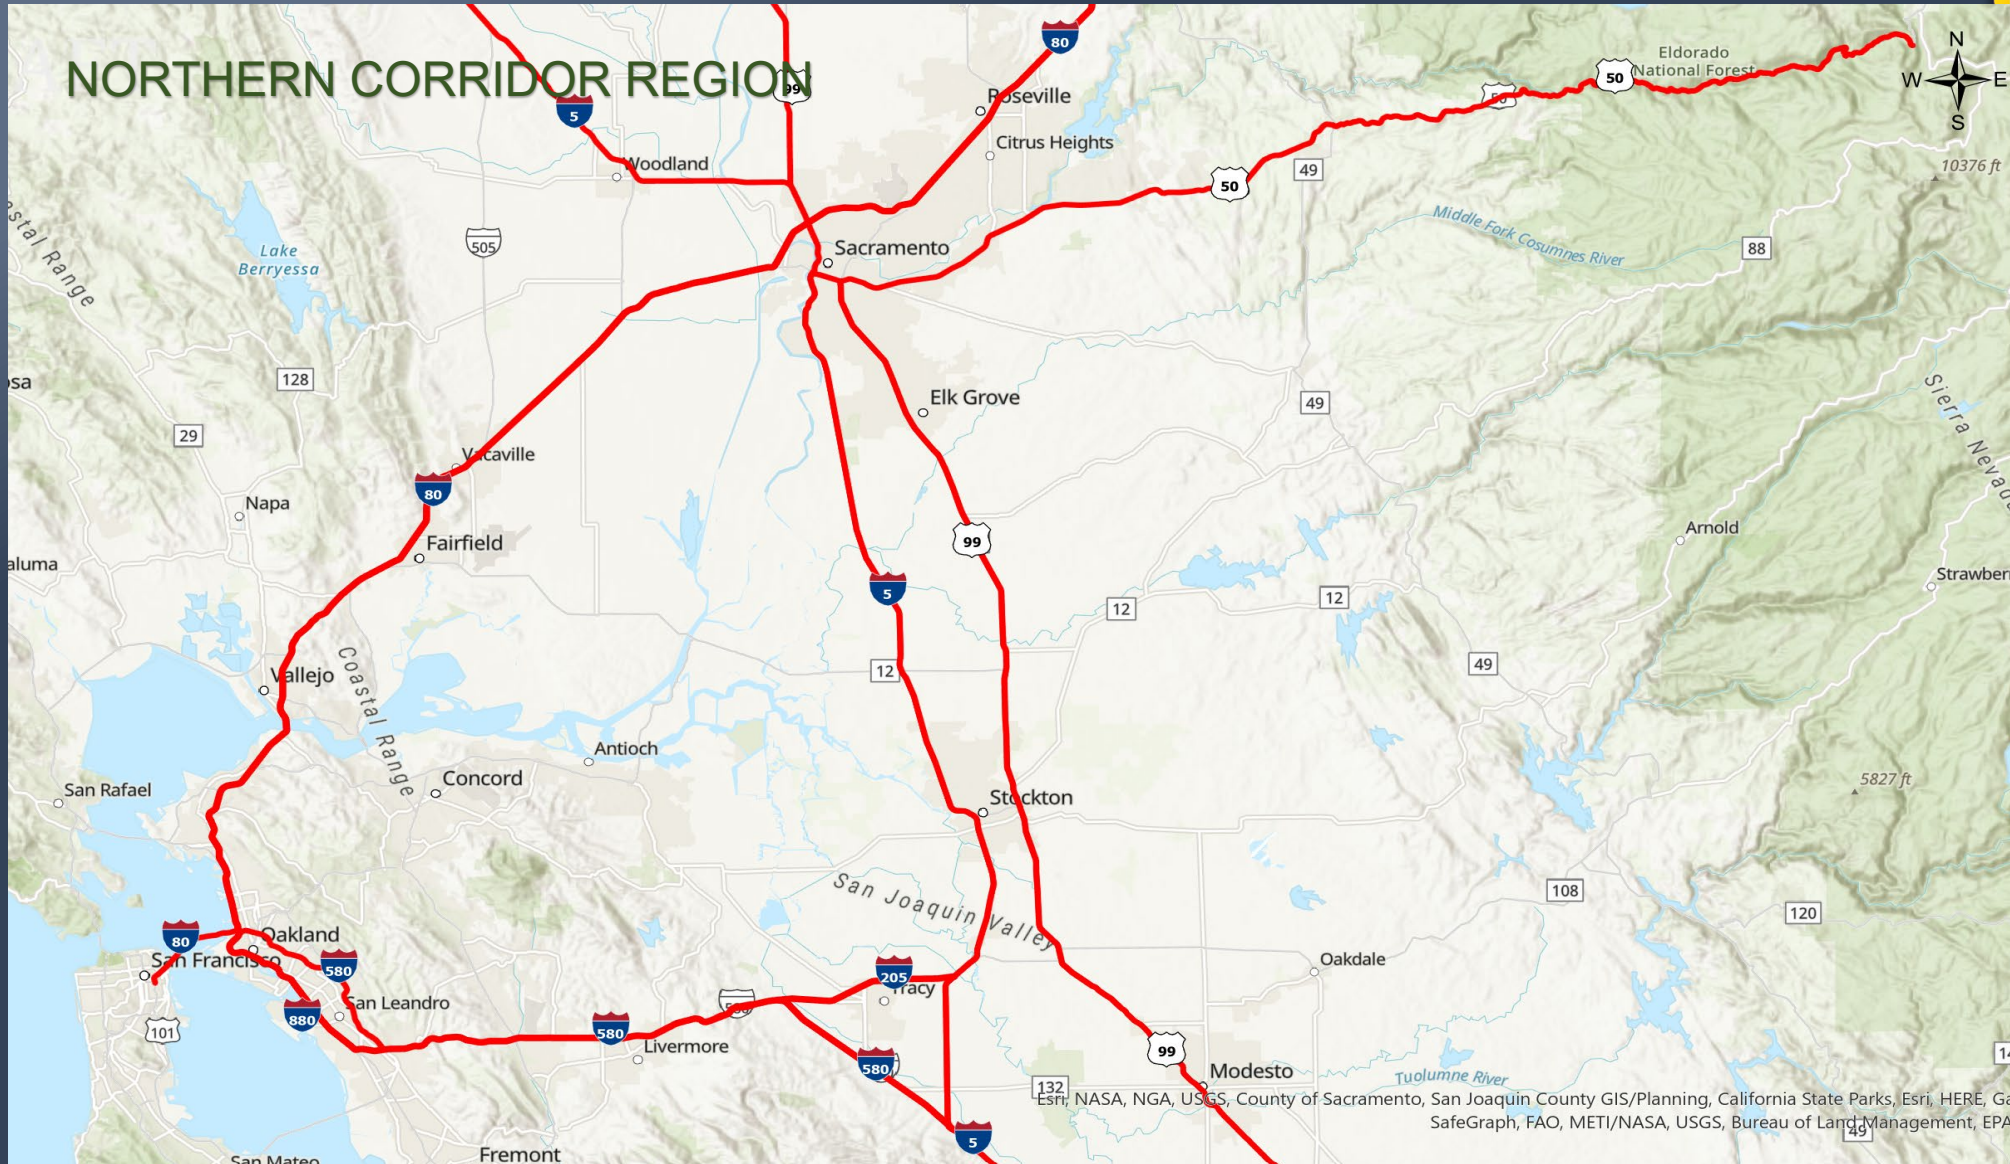 NORTHERN CORRIDOR REGION
80
N
W E
S
50
Eldorado
National Forest
99
5
Roseville
Citrus Heights
Woodland
49
50
10376 ft
Middle Fork Cosumnes River
88
505
Lake
Berryessa
Sacramento
128
29
Elk Grove
49
Vacaville
80
Napa
Fairfield
99
Arnold
5
12
12
49
Coastal Range
Vallejo
12
Antioch
Concord
San Rafael
Stockton
5827 ft
San Joaquin Valley
108
120
80
Oakland
San Francisco
580
205
Tracy
Oakdale
San Leandro
880
101
580
Livermore
580
99
Modesto
132
Tuolumne River
Esri, NASA, NGA, USGS, County of Sacramento, San Joaquin County GIS/Planning, California State Parks, Esri, HERE, Ga
SafeGraph, FAO, METI/NASA, USGS, Bureau of Land Management, EPA
49
5
Fremont
San Mateo